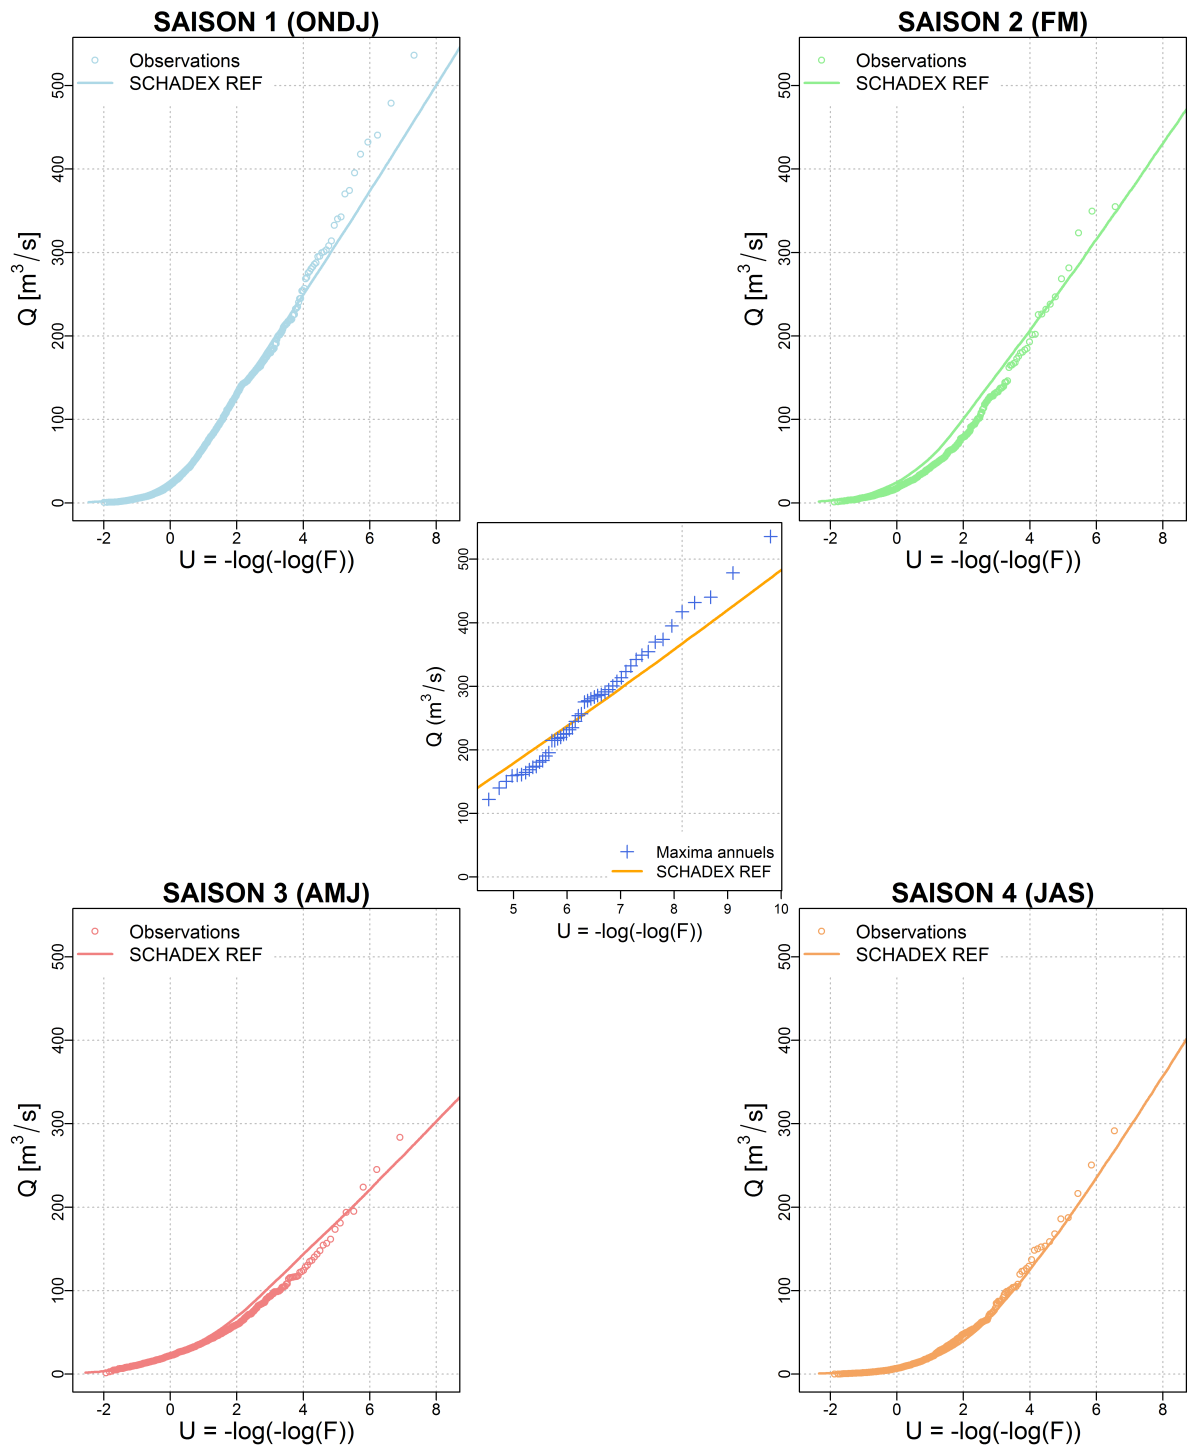 SAISON 1 (ONDJ)
Observations
SCHADEX REF
Q [m³/s]
0 100 200 300 400 500
-2 0 2 4 6 8
U = -log(-log(F))
SAISON 2 (FM)
Observations
SCHADEX REF
Q [m³/s]
0 100 200 300 400 500
-2 0 2 4 6 8
U = -log(-log(F))
Q (m³/s)
0 100 200 300 400 500
Maxima annuels
SCHADEX REF
5 6 7 8 9 10
U = -log(-log(F))
SAISON 3 (AMJ)
Observations
SCHADEX REF
Q [m³/s]
0 100 200 300 400 500
-2 0 2 4 6 8
U = -log(-log(F))
SAISON 4 (JAS)
Observations
SCHADEX REF
Q [m³/s]
0 100 200 300 400 500
-2 0 2 4 6 8
U = -log(-log(F))